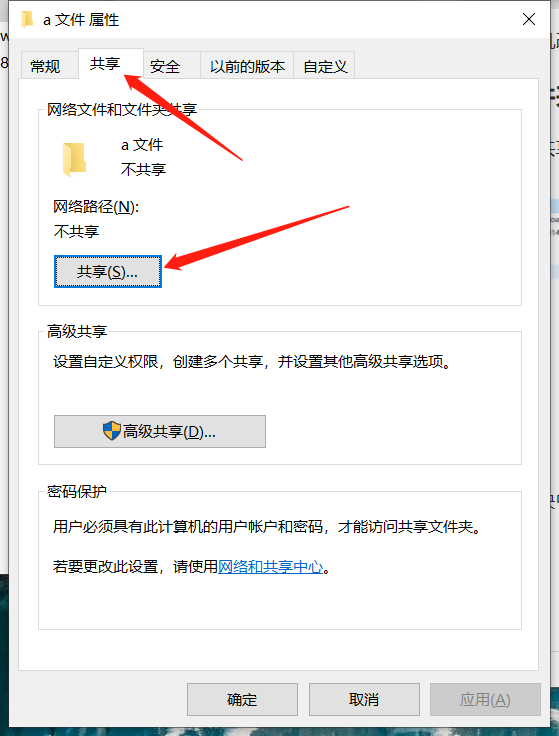 a 文件 属性
常规
共享
安全
以前的版本
自定义
网络文件和文件夹共享
a 文件
不共享
网络路径(N):
不共享
共享(S)...
高级共享
设置自定义权限，创建多个共享，并设置其他高级共享选项。
高级共享(D)...
密码保护
用户必须具有此计算机的用户帐户和密码，才能访问共享文件夹。
若要更改此设置，请使用网络和共享中心。
确定
取消
应用(A)